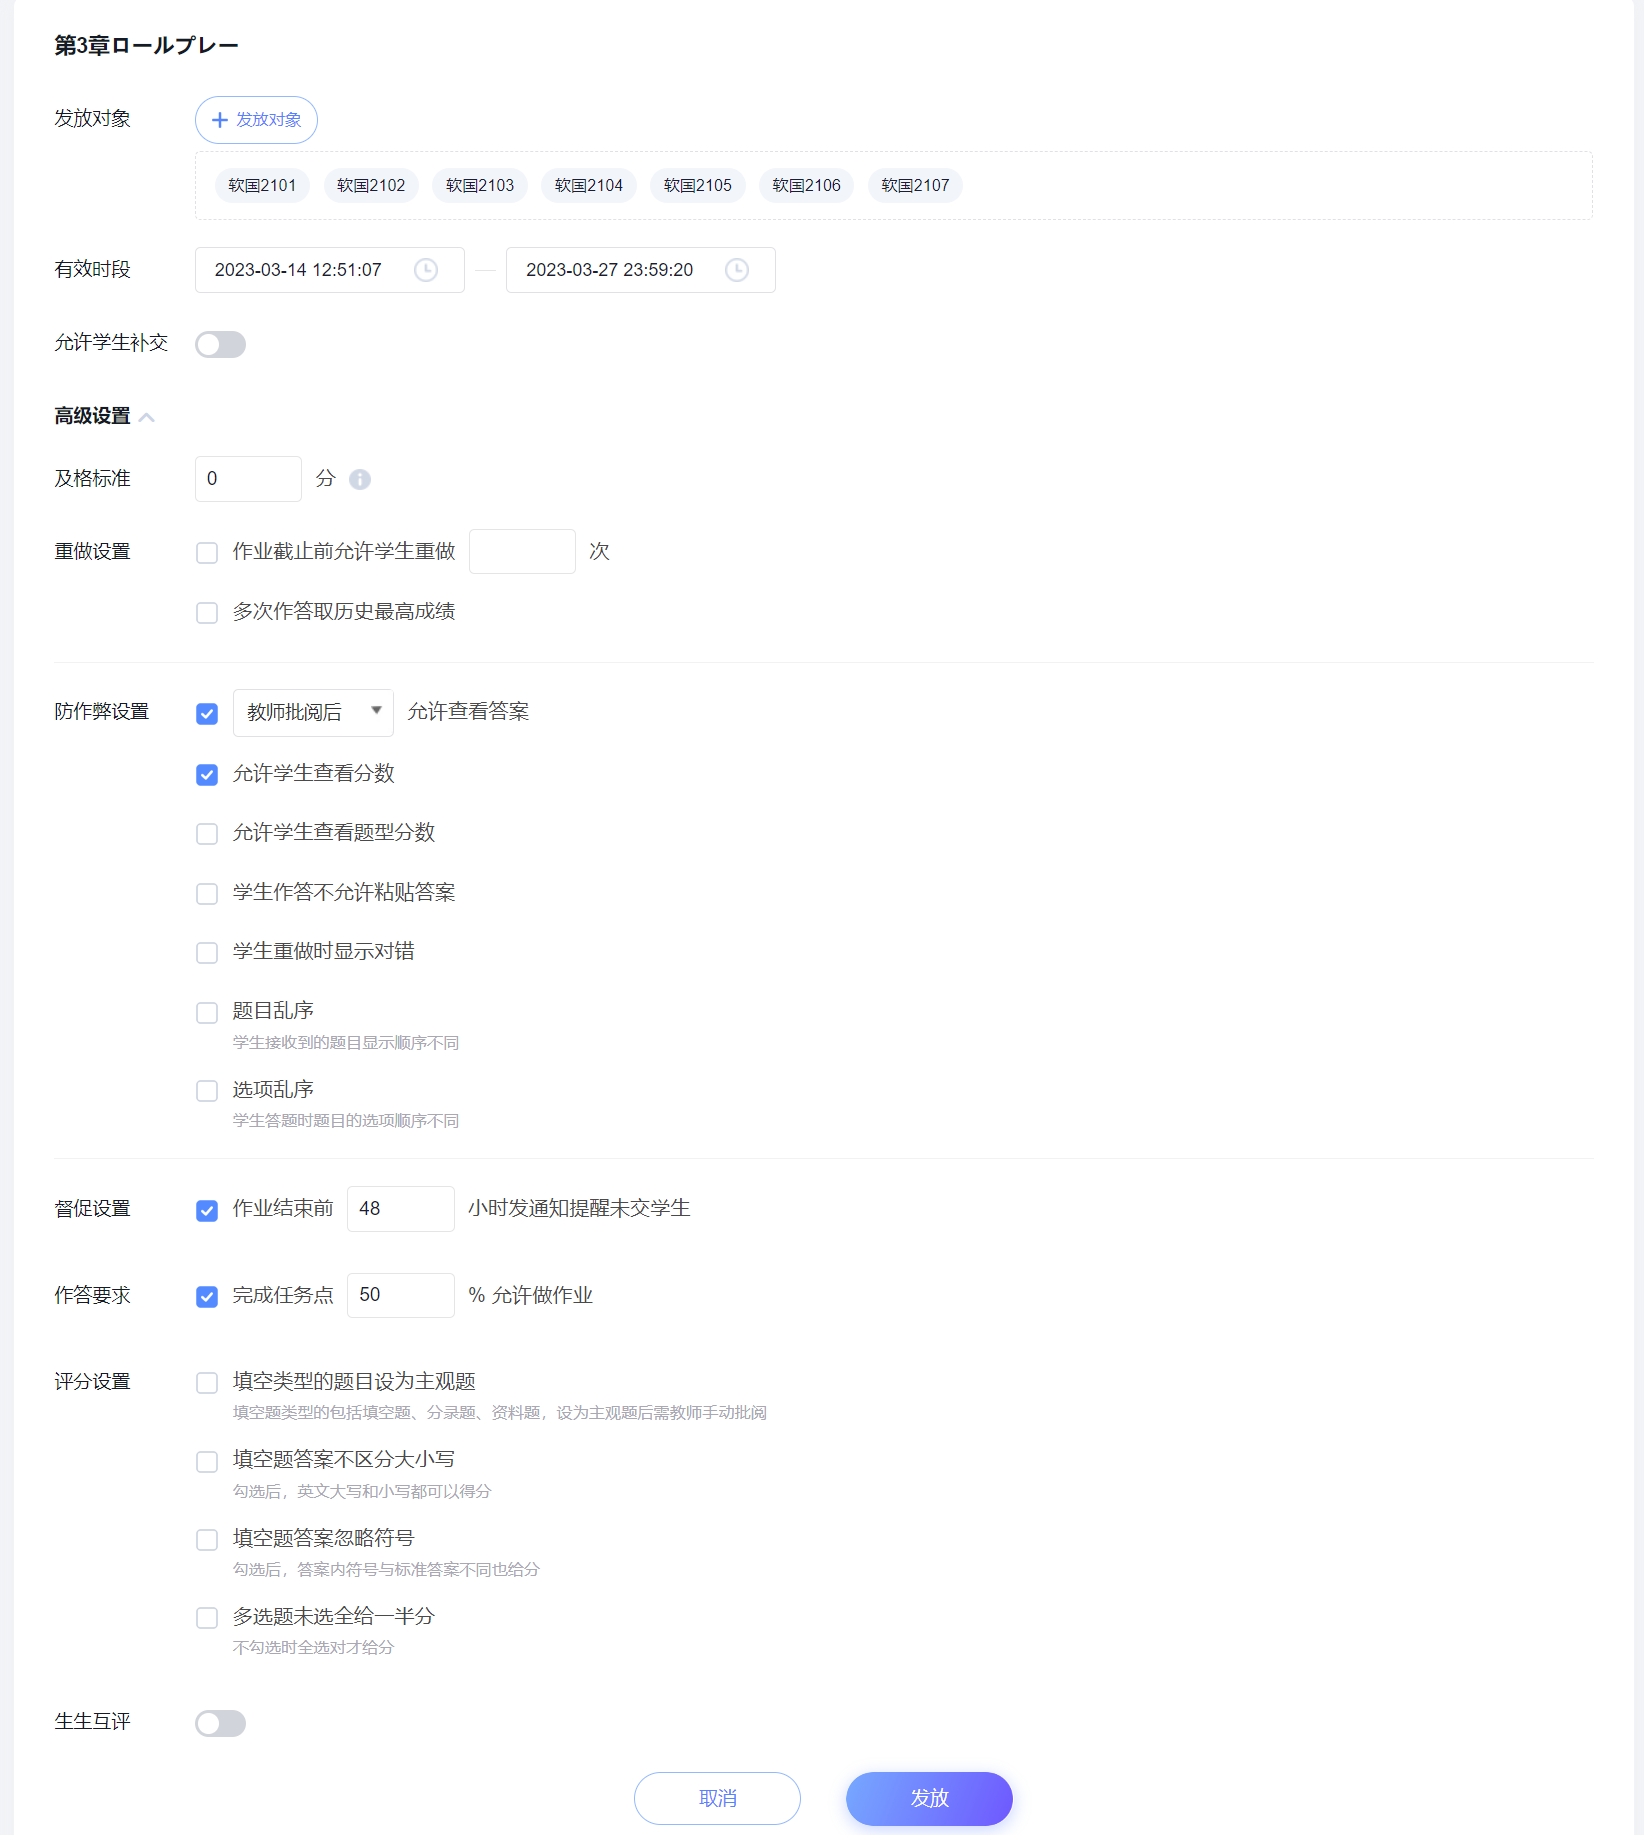 第3章ロールプレー
发放对象
发放对象
软国2101 软国2102 软国2103 软国2104 软国2105 软国2106 软国2107
有效时段 2023-03-14 12:51:07 2023-03-27 23:59:20
允许学生补交
高级设置
及格标准 0 分
重做设置 作业截止前允许学生重做 次
多次作答取历史最高成绩
防作弊设置 教师批阅后 允许查看答案
允许学生查看分数
允许学生查看题型分数
学生作答不允许粘贴答案
学生重做时显示对错
题目乱序
学生接收到的题目显示顺序不同
选项乱序
学生答题时题目的选项顺序不同
督促设置 作业结束前 48 小时发通知提醒未交学生
作答要求 完成任务点 50 % 允许做作业
评分设置 填空类型的题目设为主观题
填空题类型的包括填空题、分录题、资料题，设为主观题后需教师手动批阅
填空题答案不区分大小写
勾选后，英文大写和小写都可以得分
填空题答案忽略符号
勾选后，答案内符号与标准答案不同也给分
多选题未选全给一半分
不勾选时全选对才给分
生生互评
取消 发放